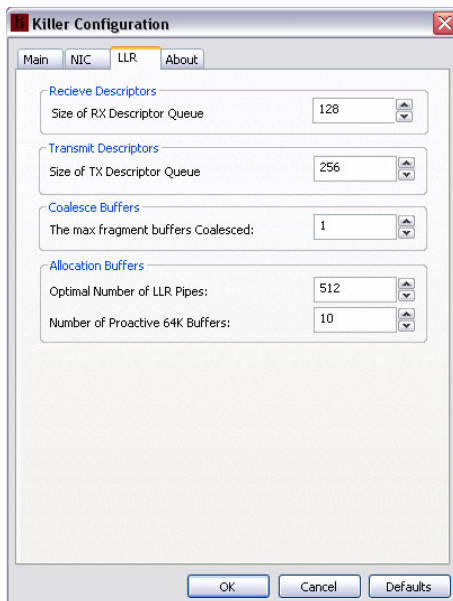 Killer Configuration
Main NIC LLR About
Recieve Descriptors
Size of RX Descriptor Queue 128
Transmit Descriptors
Size of TX Descriptor Queue 256
Coalesce Buffers
The max fragment buffers Coalesced: 1
Allocation Buffers
Optimal Number of LLR Pipes: 512
Number of Proactive 64K Buffers: 10
OK Cancel Defaults